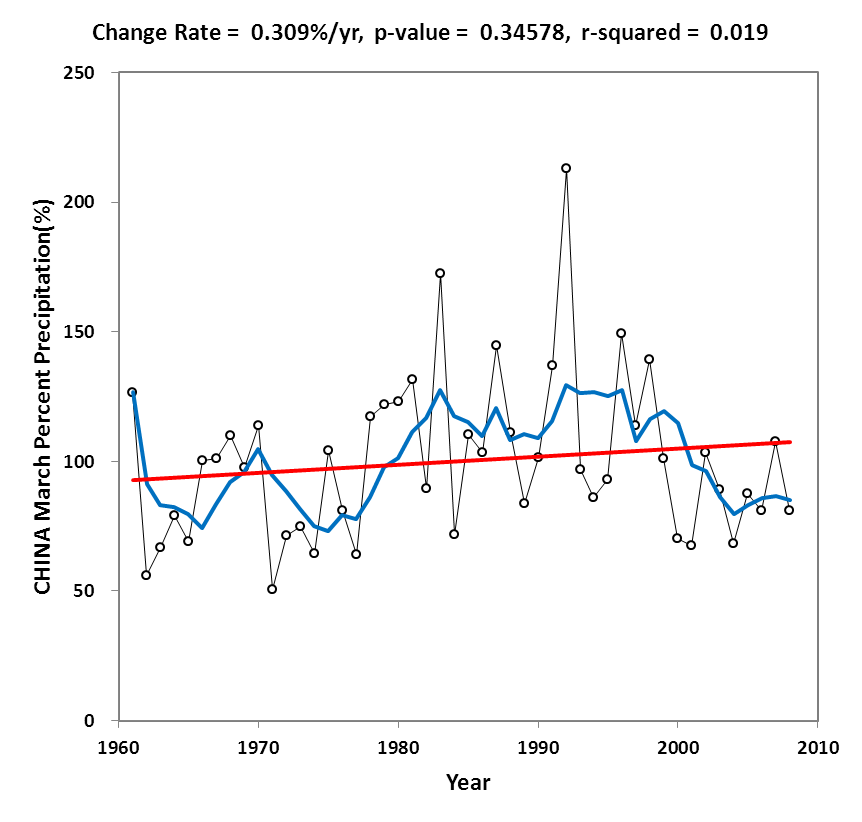 Change Rate = 0.309%/yr, p-value = 0.34578, r-squared = 0.019
250
200
150
100
50
0
CHINA March Percent Precipitation(%)
1960 1970 1980 1990 2000 2010
Year